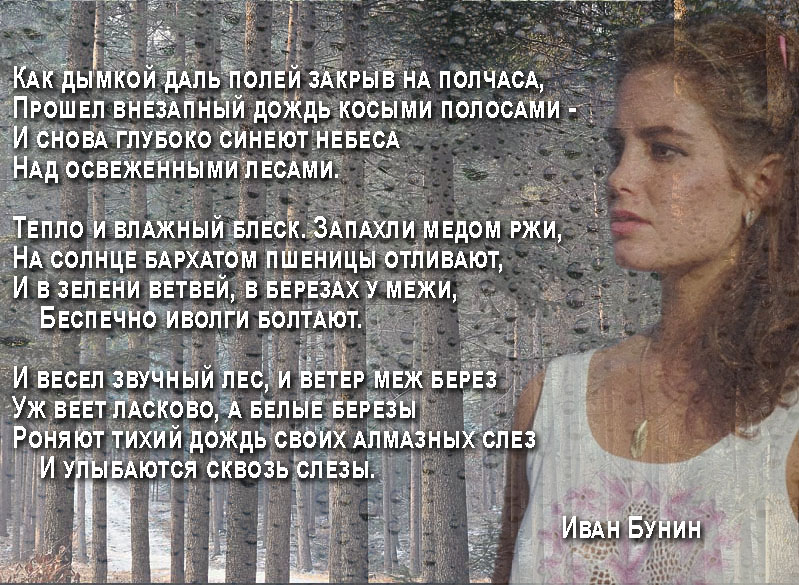 Как дымкой даль полей закрыв на полчаса,
Прошел внезапный дождь косыми полосами -
И снова глубоко синеют небеса
Над освеженными лесами.
Тепло и влажный блеск. Запахли медом ржи,
На солнце бархатом пшеницы отливают,
И в зелени ветвей, в березах у межи,
Беспечно иволги болтают.
И весел звучный лес, и ветер меж берез
Уж веет ласково, а белые березы
Роняют тихий дождь своих алмазных слез
И улыбаются сквозь слезы.
Иван Бунин